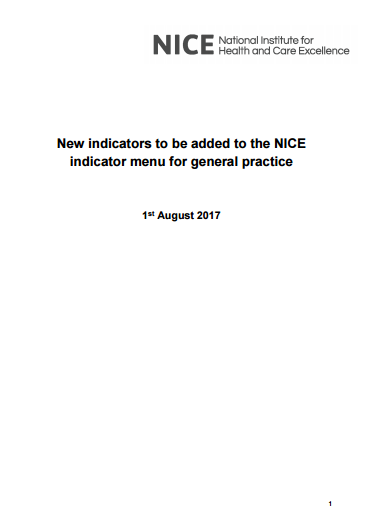 NICE National Institute for
Health and Care Excellence
New indicators to be added to the NICE
indicator menu for general practice
1st August 2017
1